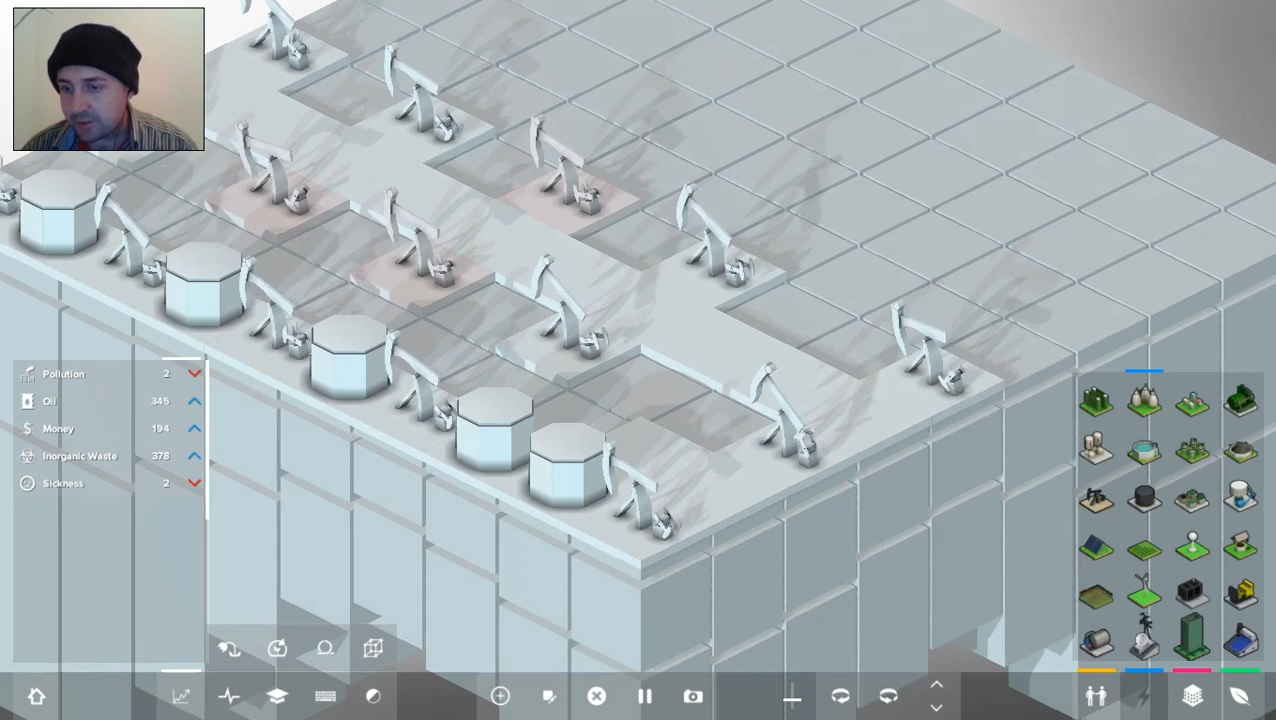 Pollution 2
Oil 345
$ Money 194
Inorganic Waste 378
Sickness 2